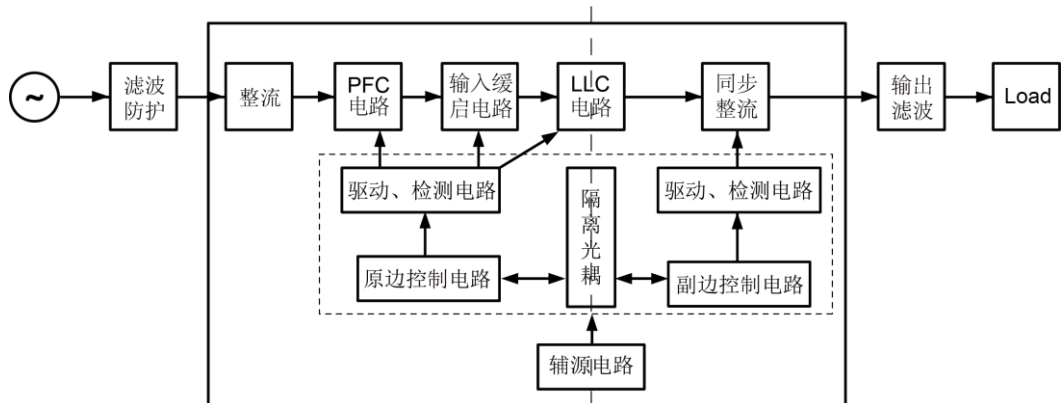 ~
滤波
防护
整流
PFC
电路
输入缓
启电路
LLC
电路
同步
整流
输出
滤波
Load
驱动、检测电路
隔
离
光
耦
驱动、检测电路
原边控制电路
副边控制电路
辅源电路